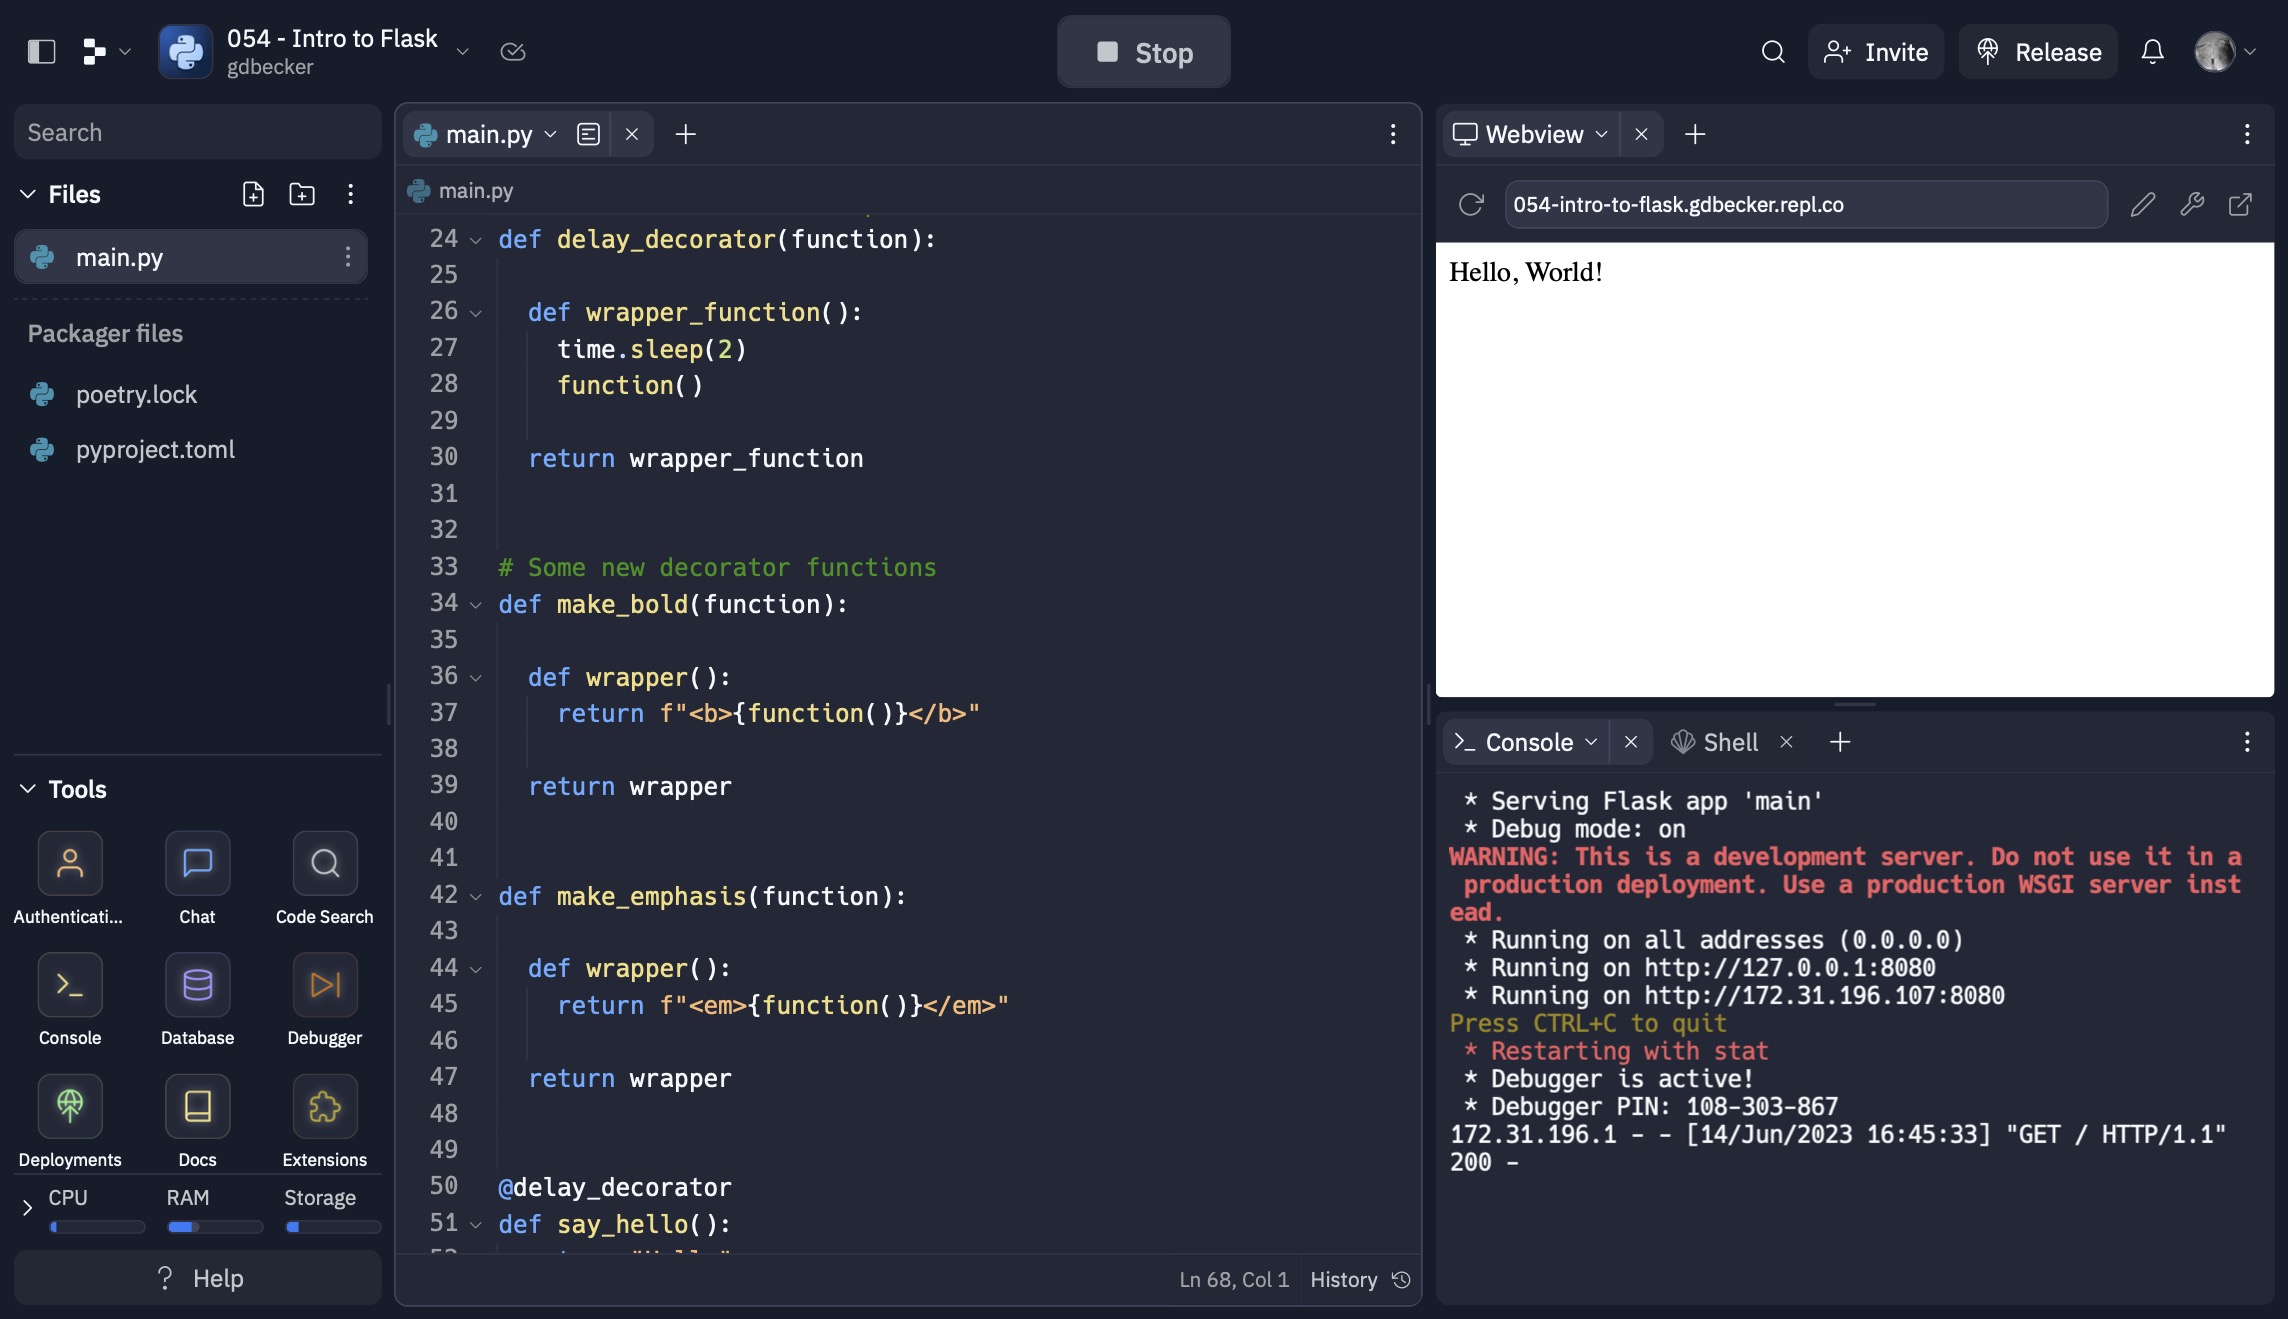 054 - Intro to Flask
gdbecker
Stop
Invite
Release
Search
Files
main.py
Packager files
poetry.lock
pyproject.toml
Tools
Authenticati...
Chat
Code Search
Console
Database
Debugger
Deployments
Docs
Extensions
CPU
RAM
Storage
? Help
main.py
main.py
24 def delay_decorator(function):
25
26 def wrapper_function():
27 time.sleep(2)
28 function()
29
30 return wrapper_function
31
32
33 # Some new decorator functions
34 def make_bold(function):
35
36 def wrapper():
37 return f"<b>{function()}</b>"
38
39 return wrapper
40
41
42 def make_emphasis(function):
43
44 def wrapper():
45 return f"<em>{function()}</em>"
46
47 return wrapper
48
49
50 @delay_decorator
51 def say_hello():
Ln 68, Col 1 History
Webview
054-intro-to-flask.gdbecker.repl.co
Hello, World!
Console
Shell
* Serving Flask app 'main'
* Debug mode: on
WARNING: This is a development server. Do not use it in a
production deployment. Use a production WSGI server inst
ead.
* Running on all addresses (0.0.0.0)
* Running on http://127.0.0.1:8080
* Running on http://172.31.196.107:8080
Press CTRL+C to quit
* Restarting with stat
* Debugger is active!
* Debugger PIN: 108-303-867
172.31.196.1 - - [14/Jun/2023 16:45:33] "GET / HTTP/1.1"
200 -